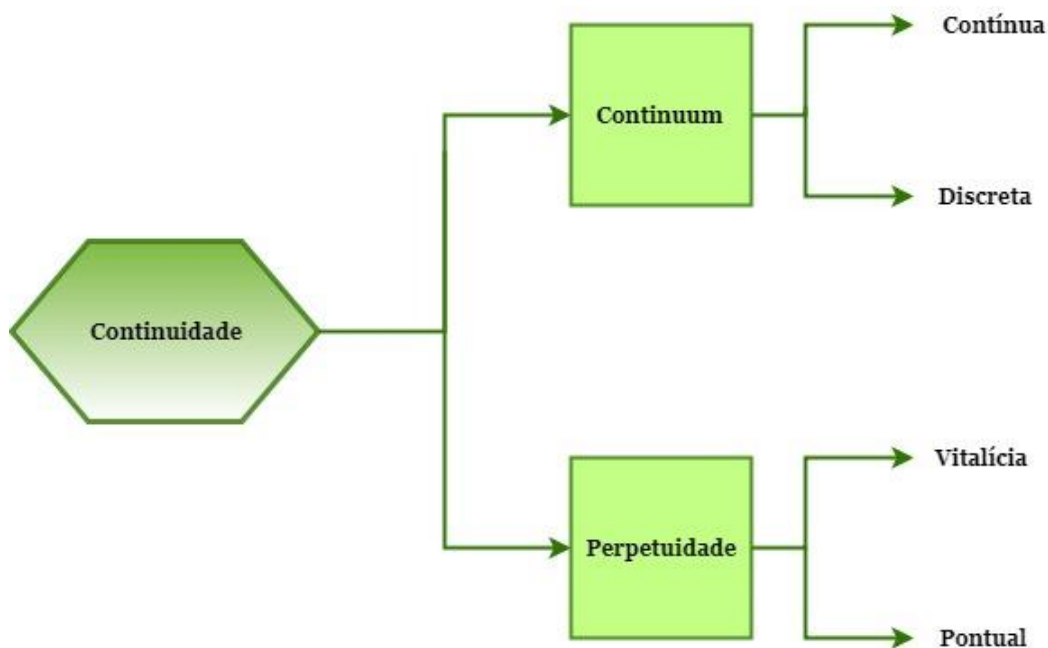 Contínua
Continuum
Discreta
Continuidade
Vitalícia
Perpetuidade
Pontual